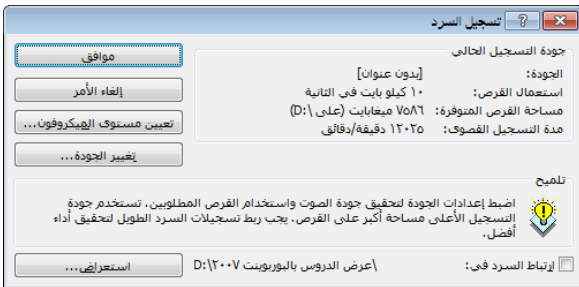 تسجيل السرد
جودة التسجيل الحالي
الجودة: [بدون عنوان]
استعمال القرص: ١٠ كيلو بايت في الثانية
مساحة القرص المتوفرة: ٧٥٨٦ ميغابايت (على D:\)
مدة التسجيل القصوى: ١٢٠٢٥ دقيقة/دقائق
موافق
إلغاء الأمر
تعيين مستوى الميكروفون...
تغيير الجودة...
تلميح
اضبط إعدادات الجودة لتحقيق جودة الصوت واستخدام القرص المطلوبين. تستخدم جودة
التسجيل الأعلى مساحة أكبر على القرص. يجب ربط تسجيلات السرد الطويل لتحقيق أداء
أفضل.
ارتباط السرد في: D:\٢٠٠٧ عرض الدروس بالبوربوينت\
استعراض...